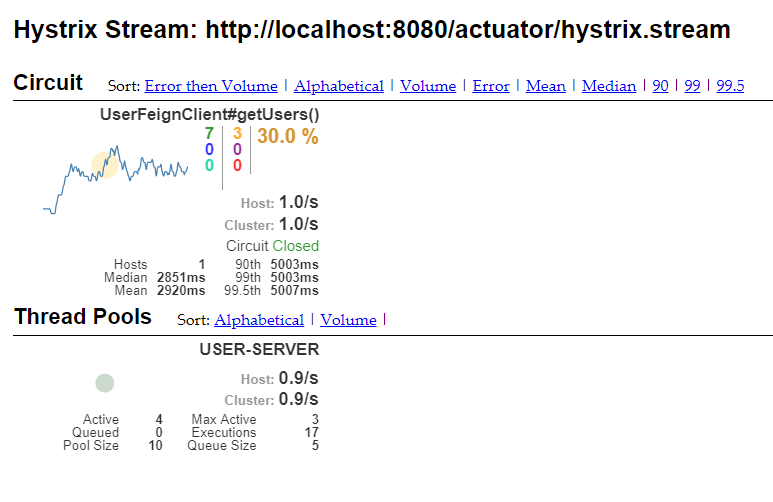 Hystrix Stream: http://localhost:8080/actuator/hystrix.stream
Circuit Sort: Error then Volume | Alphabetical | Volume | Error | Mean | Median | 90 | 99 | 99.5
UserFeignClient#getUsers()
7 3 30.0 %
0 0
0 0
Host: 1.0/s
Cluster: 1.0/s
Circuit Closed
Hosts 1 90th 5003ms
Median 2851ms 99th 5003ms
Mean 2920ms 99.5th 5007ms
Thread Pools Sort: Alphabetical | Volume |
USER-SERVER
Host: 0.9/s
Cluster: 0.9/s
Active 4 Max Active 3
Queued 0 Executions 17
Pool Size 10 Queue Size 5